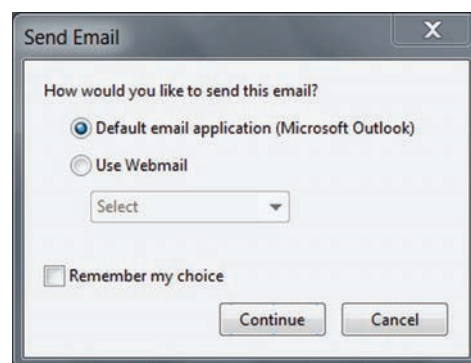 Send Email
X
How would you like to send this email?
Default email application (Microsoft Outlook)
Use Webmail
Select
Remember my choice
Continue Cancel